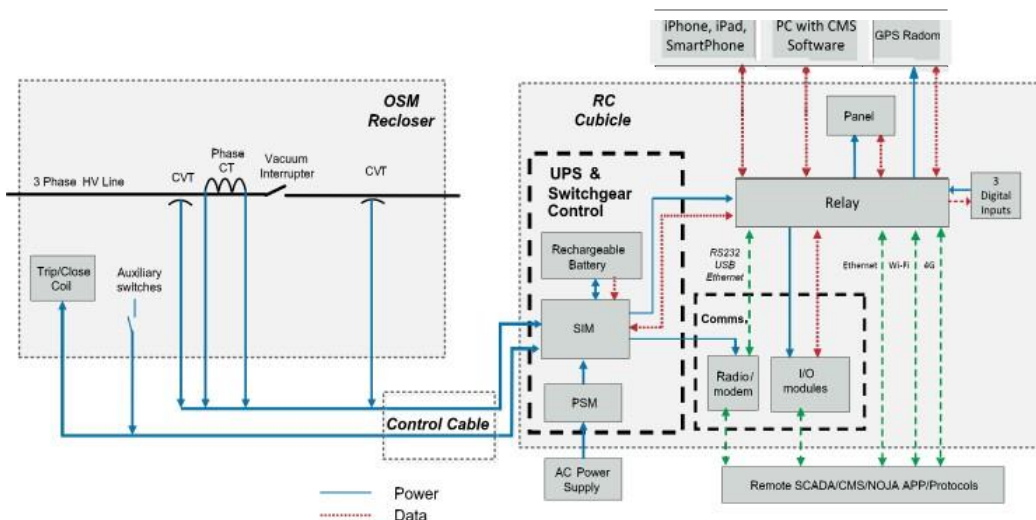 iPhone, iPad,
SmartPhone
PC with CMS
Software
GPS Radom
OSM
Recloser
RC
Cubicle
Panel
Phase
CT
Vacuum
Interrupter
CVT
CVT
3 Phase HV Line
UPS &
Switchgear
Control
Relay
3
Digital
Inputs
Rechargeable
Battery
RS232
USB
Ethernet
Ethernet
Wi-Fi
4G
Trip/Close
Coil
Auxiliary
switches
SIM
Comms.
Radio/
modem
I/O
modules
PSM
Control Cable
AC Power
Supply
Remote SCADA/CMS/NOJA APP/Protocols
Power
Data